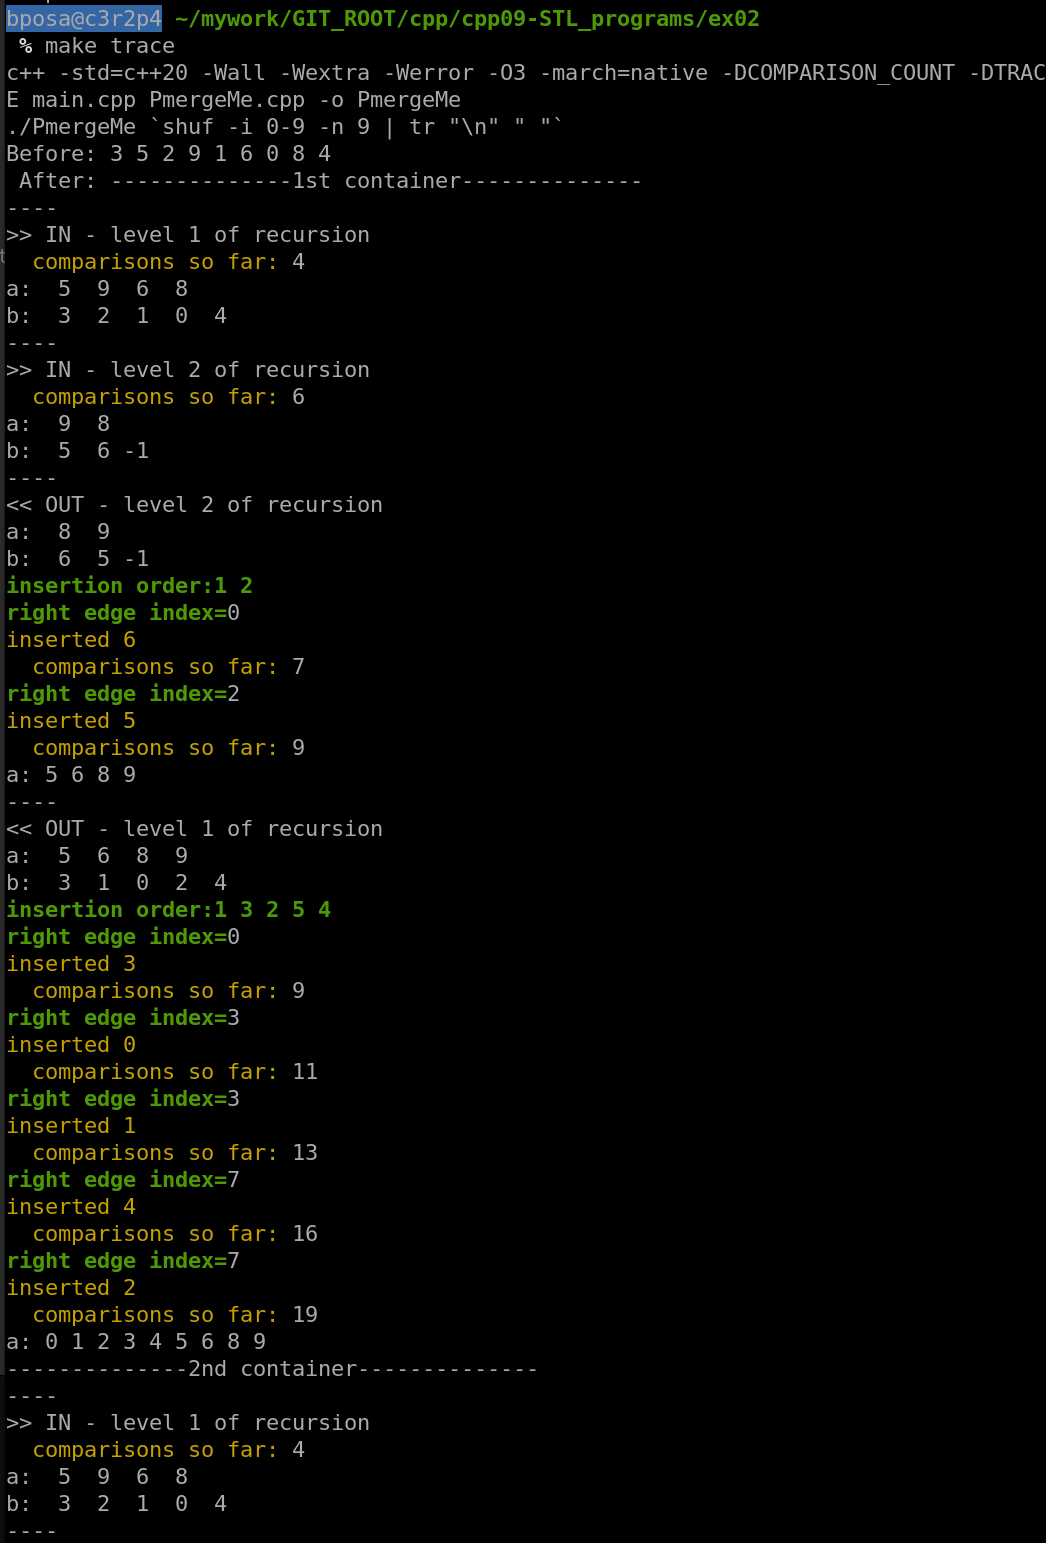 bposa@c3r2p4 ~/mywork/GIT_ROOT/cpp/cpp09-STL_programs/ex02
 % make trace
c++ -std=c++20 -Wall -Wextra -Werror -O3 -march=native -DCOMPARISON_COUNT -DTRAC
E main.cpp PmergeMe.cpp -o PmergeMe
./PmergeMe `shuf -i 0-9 -n 9 | tr "\n" " "`
Before: 3 5 2 9 1 6 0 8 4
 After: --------------1st container--------------
----
>> IN - level 1 of recursion
  comparisons so far: 4
a:  5  9  6  8
b:  3  2  1  0  4
----
>> IN - level 2 of recursion
  comparisons so far: 6
a:  9  8
b:  5  6 -1
----
<< OUT - level 2 of recursion
a:  8  9
b:  6  5 -1
insertion order:1 2
right edge index=0
inserted 6
  comparisons so far: 7
right edge index=2
inserted 5
  comparisons so far: 9
a: 5 6 8 9
----
<< OUT - level 1 of recursion
a:  5  6  8  9
b:  3  1  0  2  4
insertion order:1 3 2 5 4
right edge index=0
inserted 3
  comparisons so far: 9
right edge index=3
inserted 0
  comparisons so far: 11
right edge index=3
inserted 1
  comparisons so far: 13
right edge index=7
inserted 4
  comparisons so far: 16
right edge index=7
inserted 2
  comparisons so far: 19
a: 0 1 2 3 4 5 6 8 9
--------------2nd container--------------
----
>> IN - level 1 of recursion
  comparisons so far: 4
a:  5  9  6  8
b:  3  2  1  0  4
----